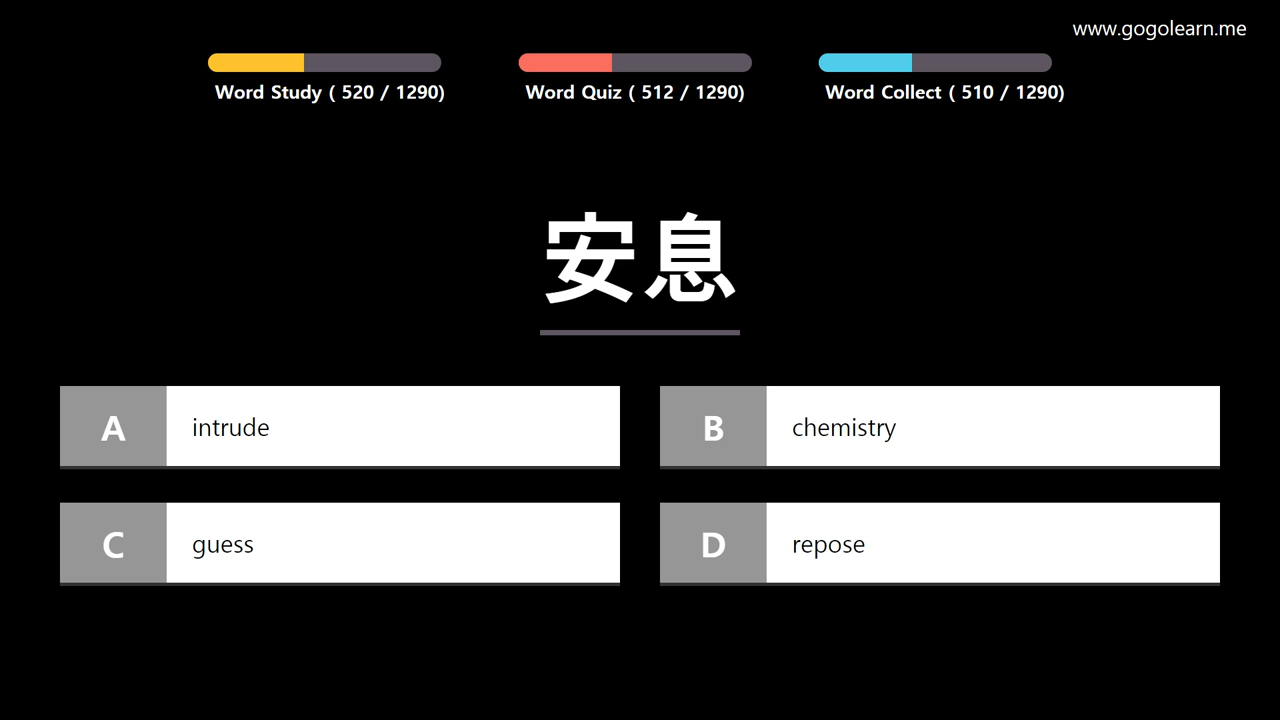 www.gogolearn.me
Word Study ( 520 / 1290)
Word Quiz ( 512 / 1290)
Word Collect ( 510 / 1290)
安息
A intrude
B chemistry
C guess
D repose